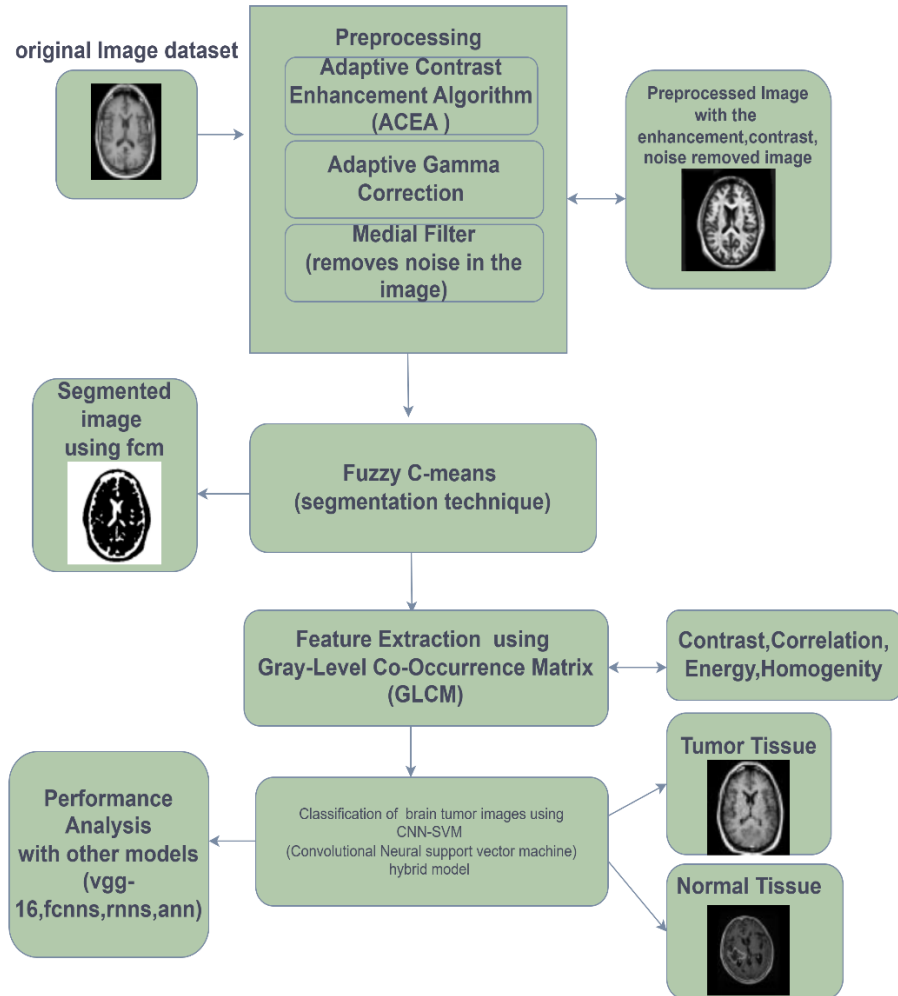 original Image dataset
Preprocessing
Adaptive Contrast
Enhancement Algorithm
(ACEA )
Adaptive Gamma
Correction
Medial Filter
(removes noise in the
image)
Preprocessed Image
with the
enhancement,contrast,
noise removed image
Segmented
image
using fcm
Fuzzy C-means
(segmentation technique)
Feature Extraction using
Gray-Level Co-Occurrence Matrix
(GLCM)
Contrast,Correlation,
Energy,Homogenity
Tumor Tissue
Performance
Analysis
with other models
(vgg-
16,fcnns,rnns,ann)
Classification of brain tumor images using
CNN-SVM
(Convolutional Neural support vector machine)
hybrid model
Normal Tissue